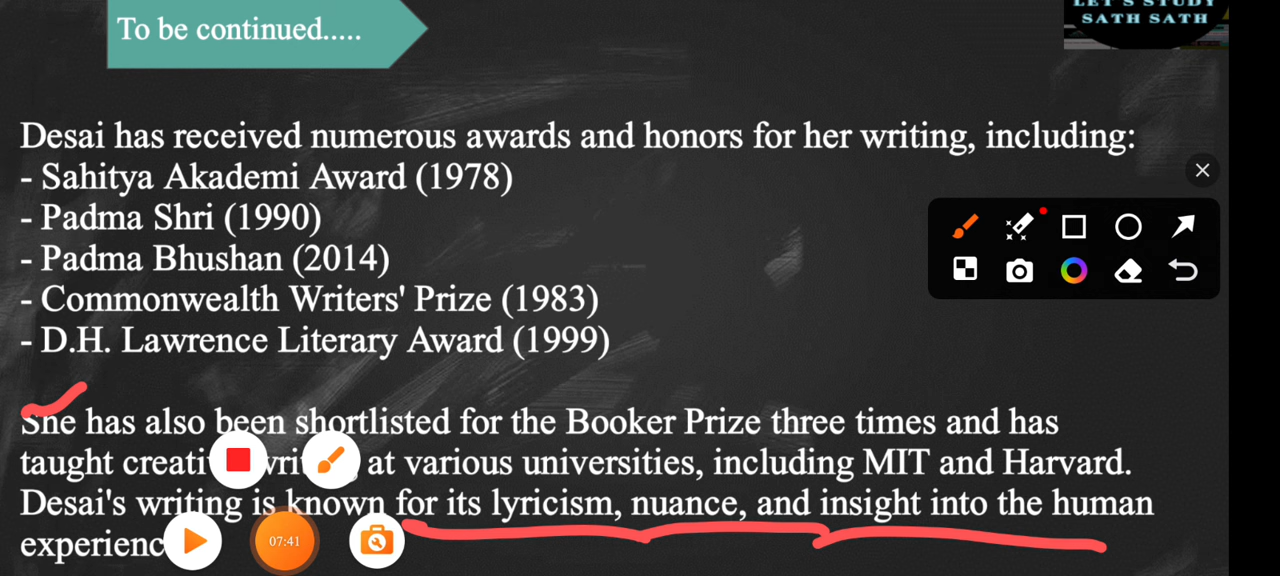 LET'S STUDY
SATH SATH
To be continued.....
Desai has received numerous awards and honors for her writing, including:
- Sahitya Akademi Award (1978)
- Padma Shri (1990)
- Padma Bhushan (2014)
- Commonwealth Writers' Prize (1983)
- D.H. Lawrence Literary Award (1999)
She has also been shortlisted for the Booker Prize three times and has
taught creati wri at various universities, including MIT and Harvard.
Desai's writing is known for its lyricism, nuance, and insight into the human
experienc
07:41